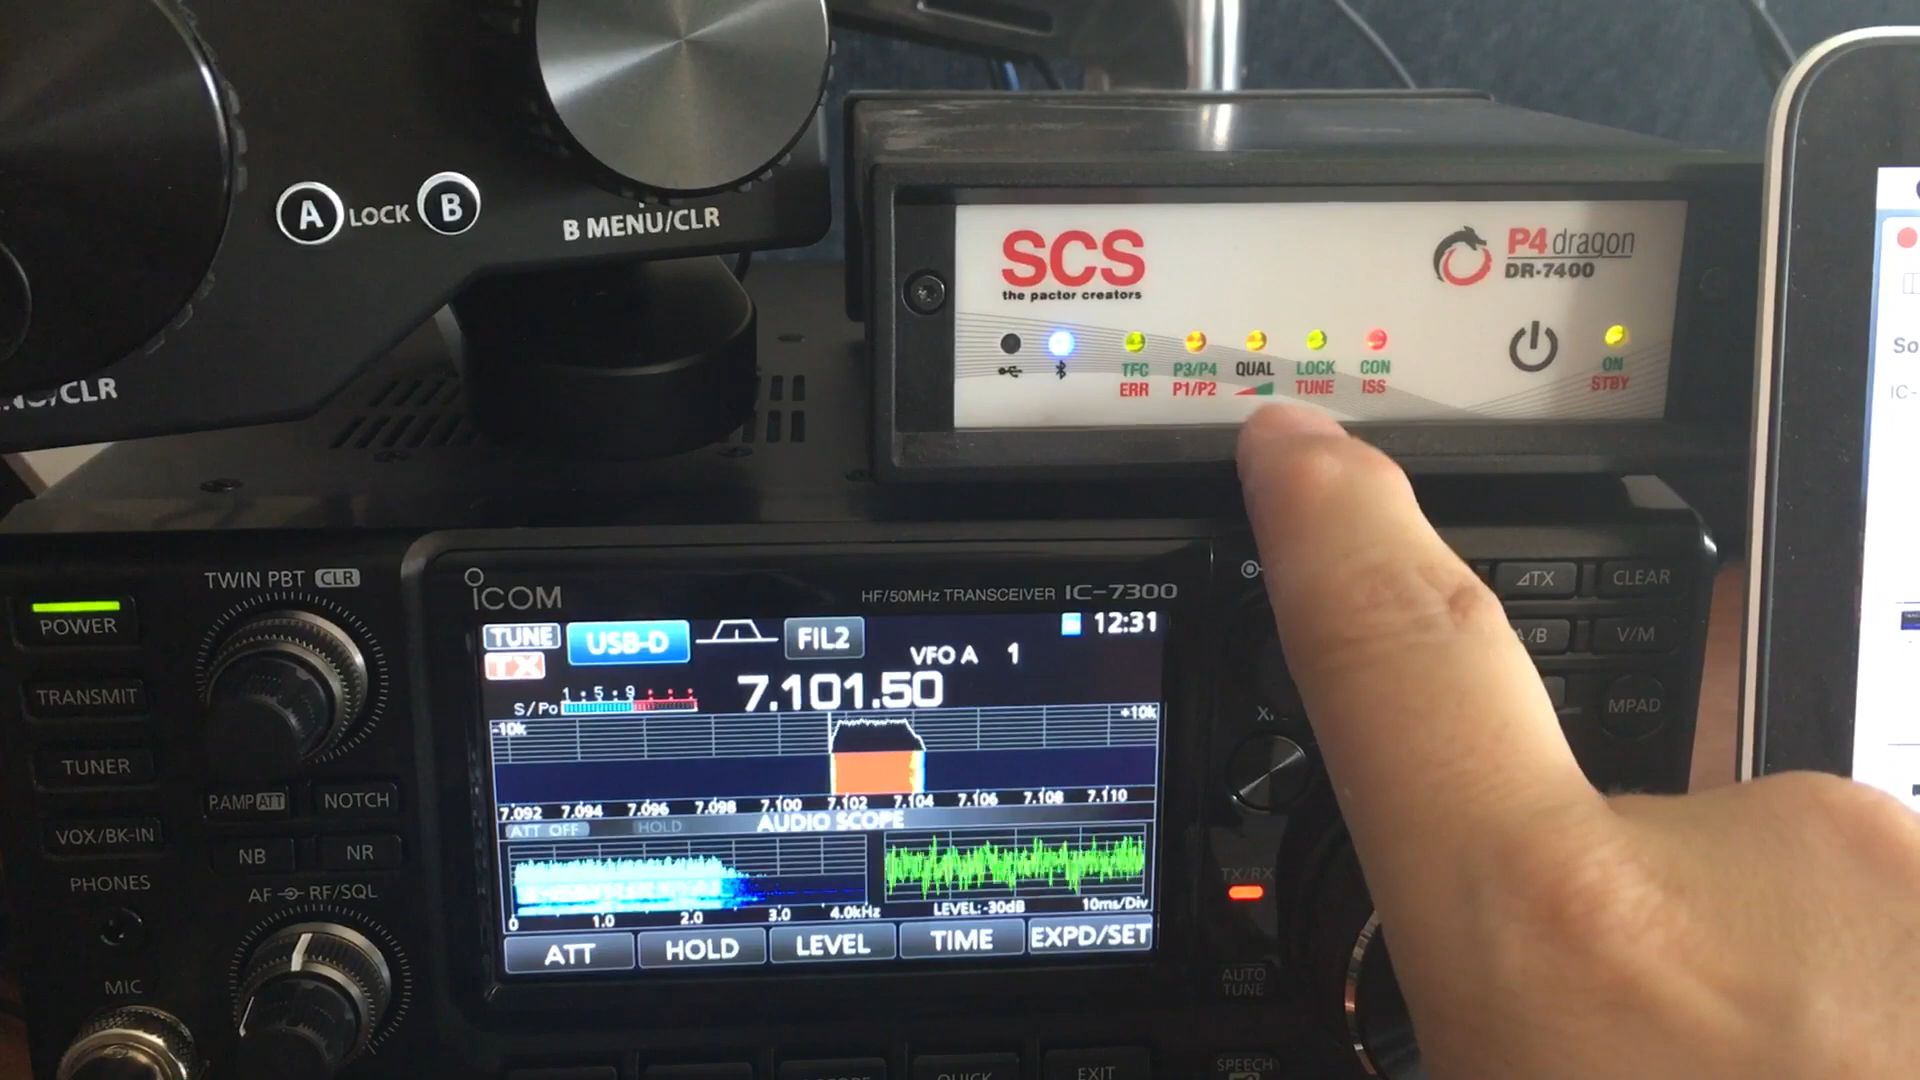 A LOCK B
B MENU/CLR
/CLR
SCS
the pactor creators
P4dragon
DR-7400
TFC
ERR
P3/P4
P1/P2
QUAL
LOCK
TUNE
CON
ISS
ON
STBY
So
IC-
POWER
TRANSMIT
TUNER
VOX/BK-IN
PHONES
MIC
TWIN PBT CLR
P.AMP ATT
NOTCH
NB
NR
AF RF/SQL
ICOM
HF/50MHz TRANSCEIVER IC-7300
TUNE USB-D FIL2 12:31
TX
VFO A 1
S/Po 1 5 9
7.101.50
-10k +10k
7.092 7.094 7.096 7.098 7.100 7.102 7.104 7.106 7.108 7.110
ATT OFF HOLD AUDIO SCOPE
0 1.0 2.0 3.0 4.0kHz LEVEL:-30dB 10ms/Div
ATT HOLD LEVEL TIME EXPD/SET
QUICK
EXIT
⊿TX
CLEAR
A/B
V/M
MPAD
TX/RX
AUTO
TUNE
SPEECH